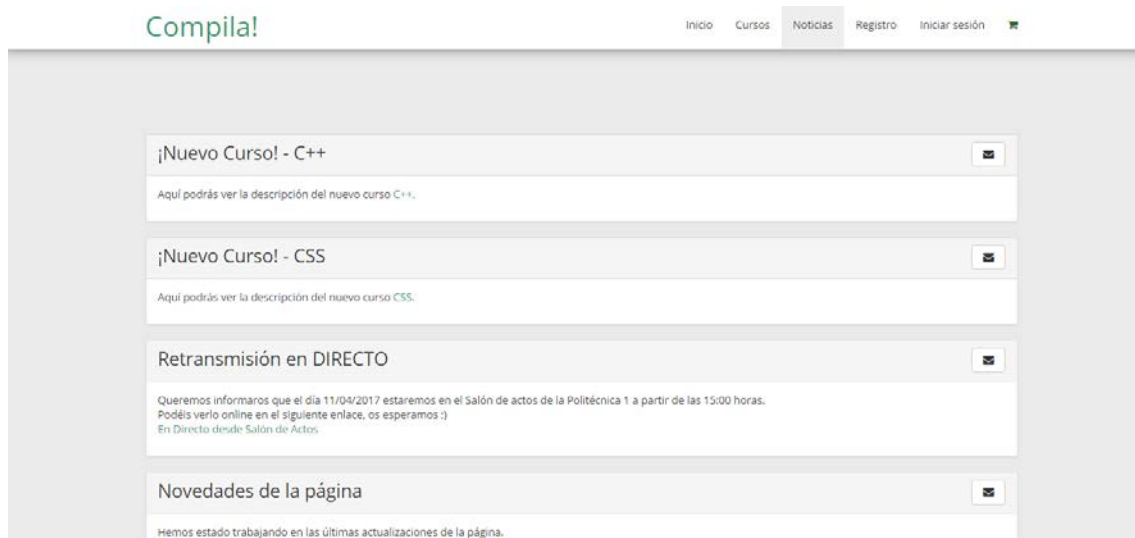 Compila!
Inicio Cursos Noticias Registro Iniciar sesión
¡Nuevo Curso! - C++
Aquí podrás ver la descripción del nuevo curso C++.
¡Nuevo Curso! - CSS
Aquí podrás ver la descripción del nuevo curso CSS.
Retransmisión en DIRECTO
Queremos informaros que el día 11/04/2017 estaremos en el Salón de actos de la Politécnica 1 a partir de las 15:00 horas.
Podéis verlo online en el siguiente enlace, os esperamos :)
En Directo desde Salón de Actos
Novedades de la página
Hemos estado trabajando en las últimas actualizaciones de la página.